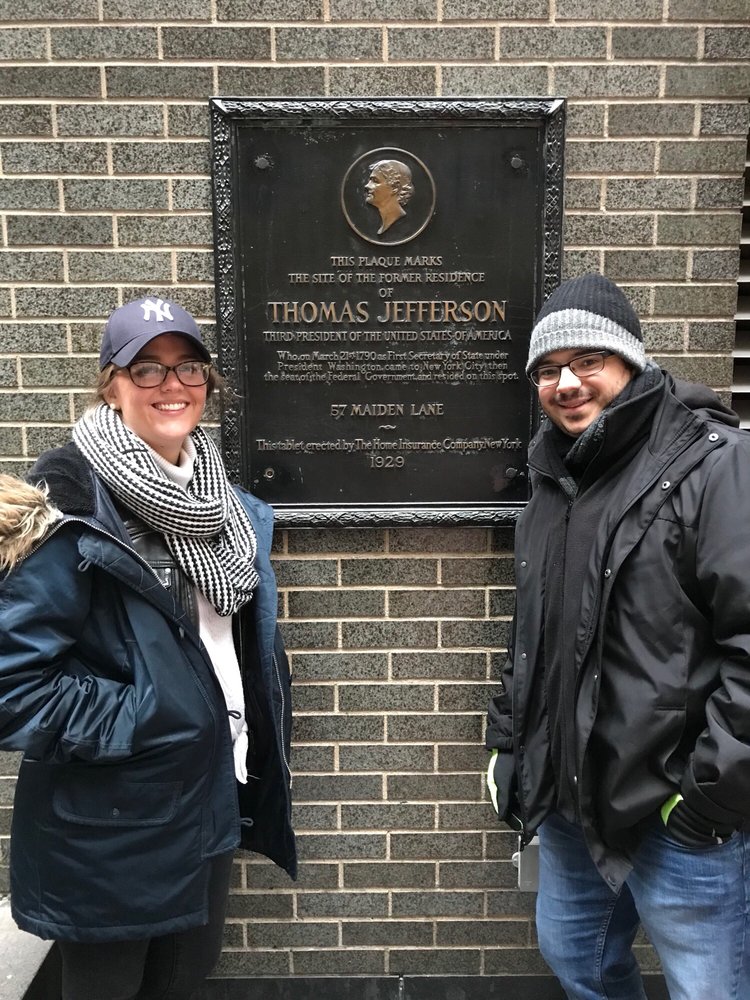 NY
THIS PLAQUE MARKS
THE SITE OF THE FORMER RESIDENCE
OF
THOMAS JEFFERSON
THIRD PRESIDENT OF THE UNITED STATES OF AMERICA
Who, on March 21st 1790 as First Secretary of State under
President Washington, came to New York City, then
the seat of the Federal Government, and resided on this spot.
57 MAIDEN LANE
This tablet erected by The Home Insurance Company, New York
1929